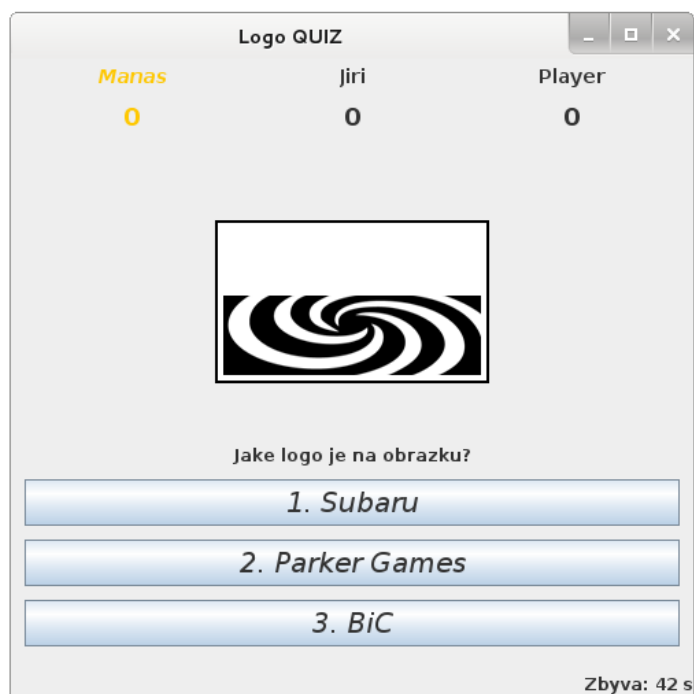 Logo QUIZ
Manas Jiri Player
0 0 0
Jake logo je na obrazku?
1. Subaru
2. Parker Games
3. BiC
Zbyva: 42 s